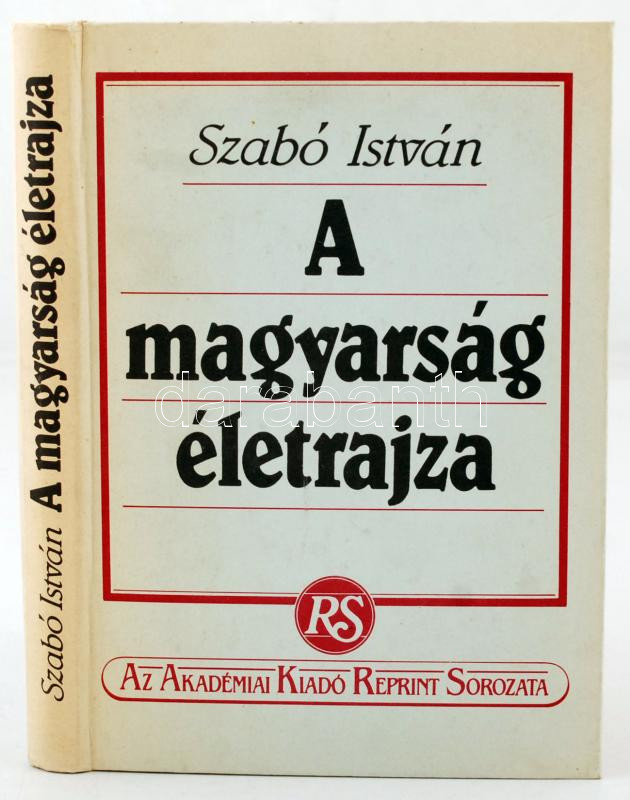 Szabó István A magyarság életrajza
Szabó István
A
magyarság
darabanth
életrajza
RS
AZ AKADÉMIAI KIADÓ REPRINT SOROZATA